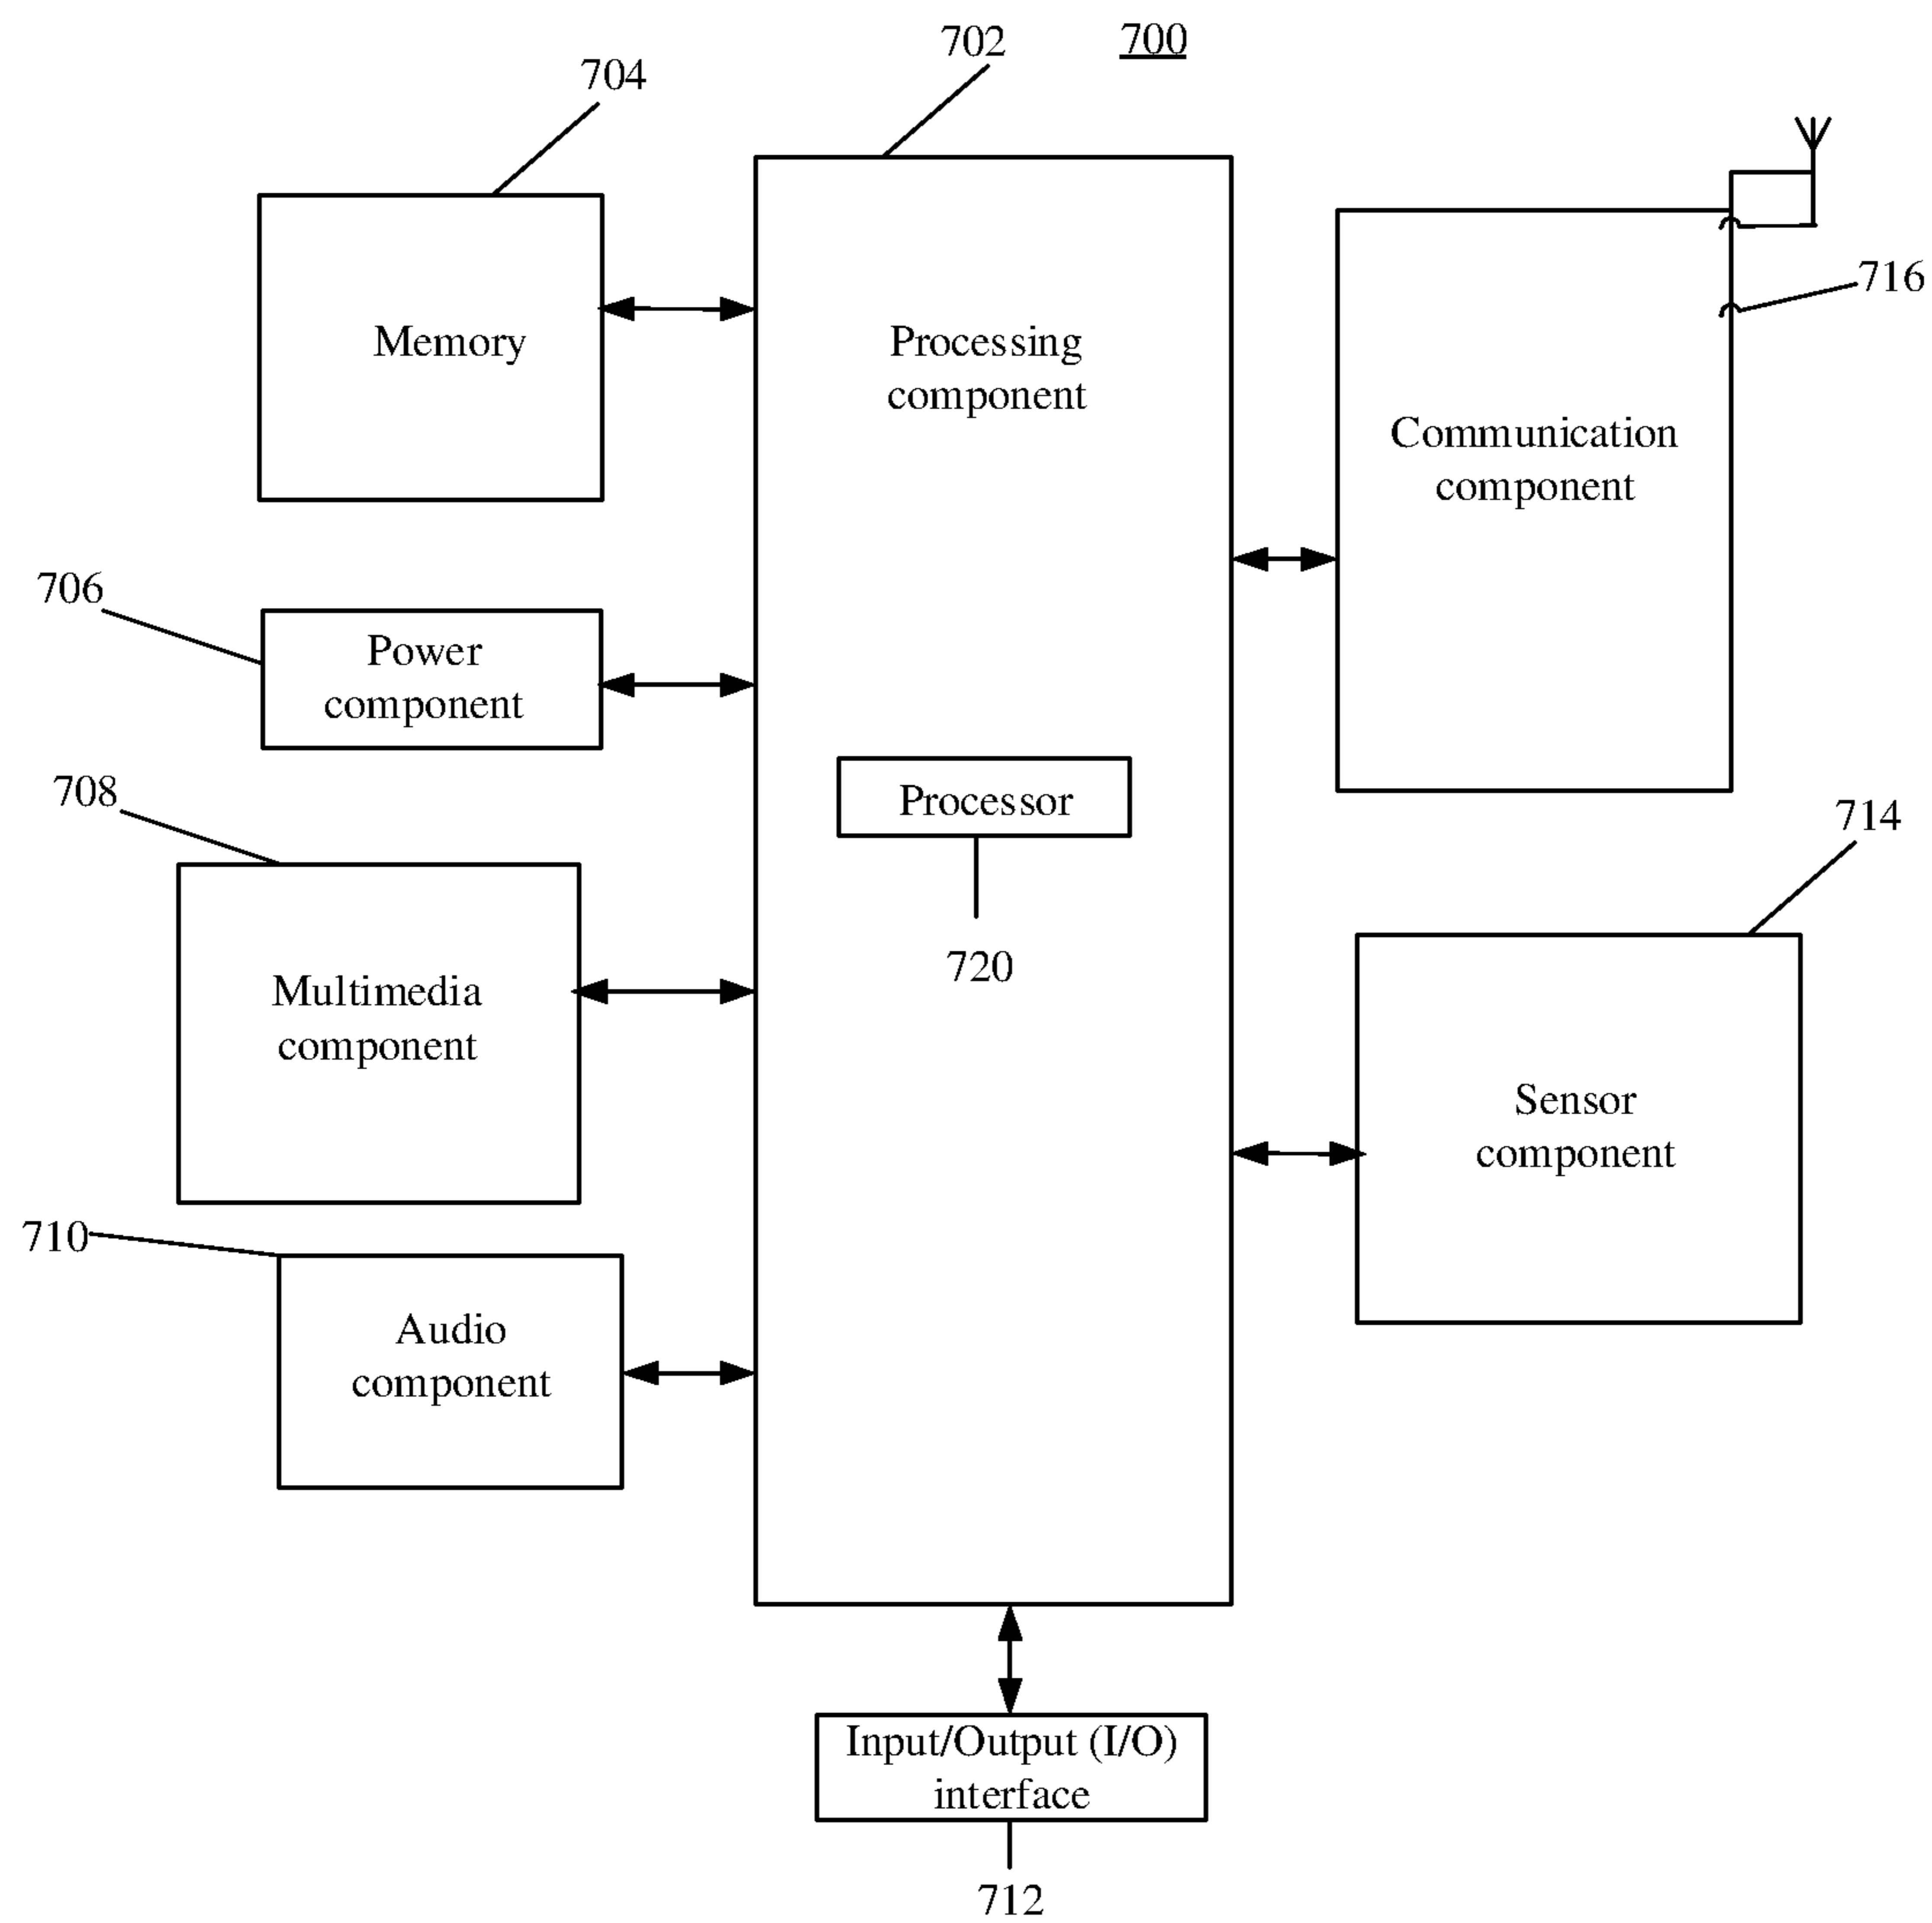 702
700
704
716
Memory
Processing
component
Communication
component
706
Power
component
708
Processor
714
720
Multimedia
component
Sensor
component
710
Audio
component
Input/Output (I/O)
interface
712